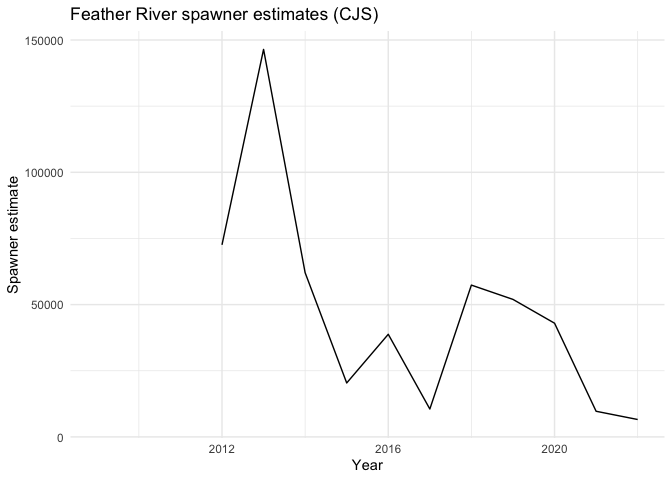 Feather River spawner estimates (CJS)
150000
100000
50000
0
Spawner estimate
2012
2016
2020
Year